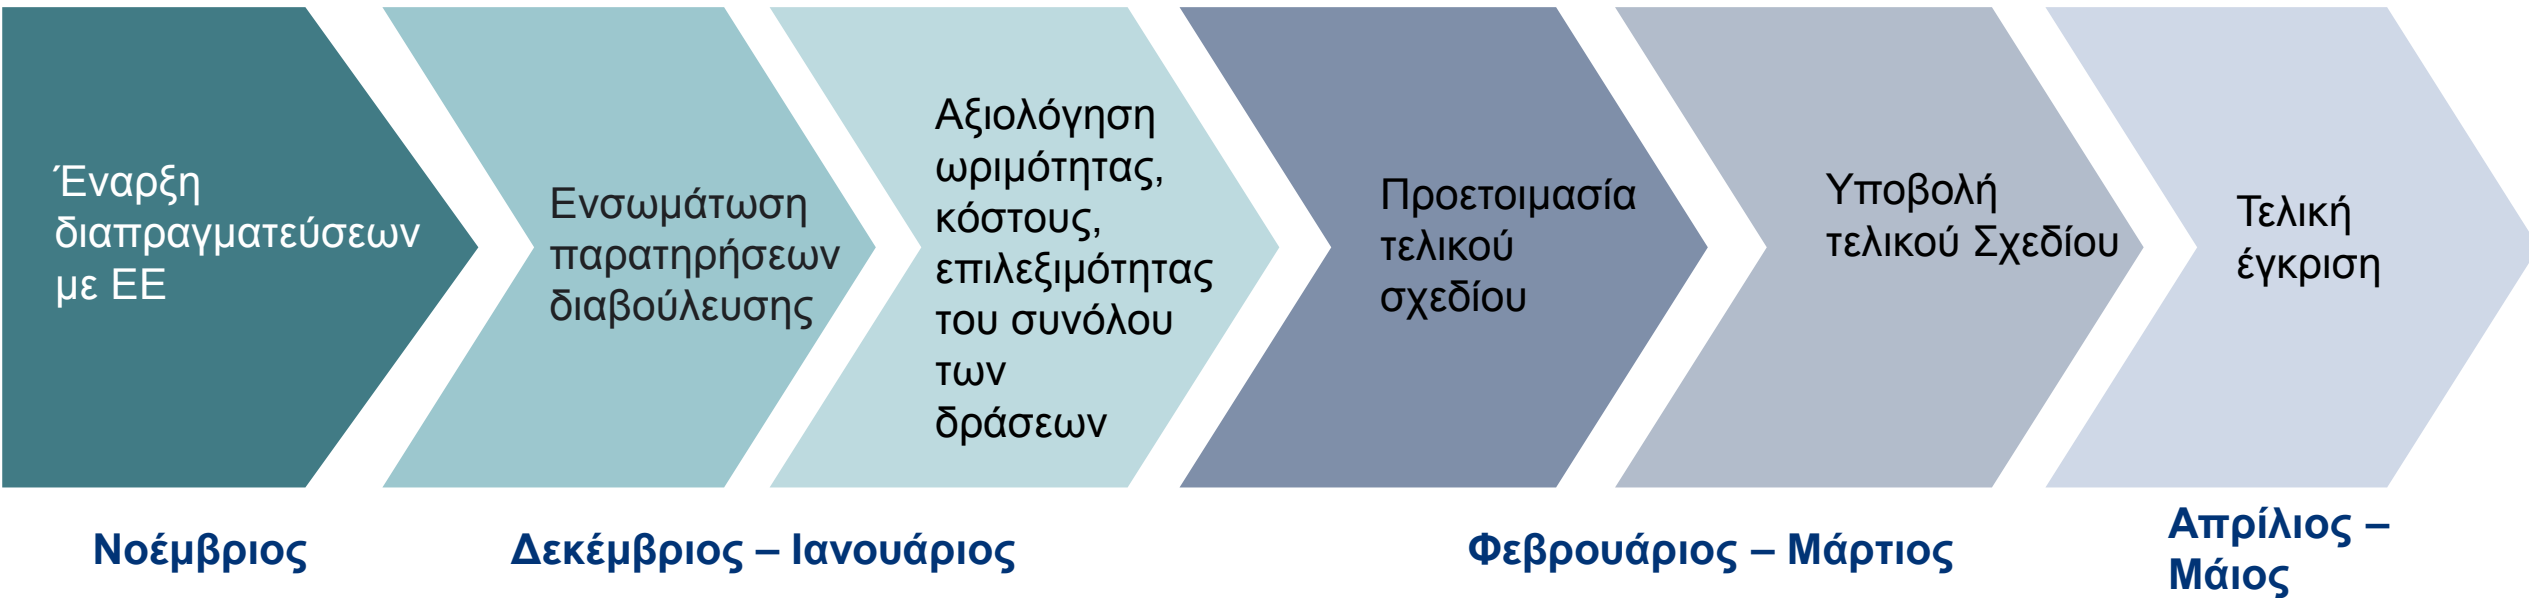 Έναρξη
διαπραγματεύσεων
με ΕΕ
Ενσωμάτωση
παρατηρήσεων
διαβούλευσης
Αξιολόγηση
ωριμότητας,
κόστους,
επιλεξιμότητας
του συνόλου
των
δράσεων
Προετοιμασία
τελικού
σχεδίου
Υποβολή
τελικού Σχεδίου
Τελική
έγκριση
Νοέμβριος
Δεκέμβριος – Ιανουάριος
Φεβρουάριος – Μάρτιος
Απρίλιος –
Μάιος